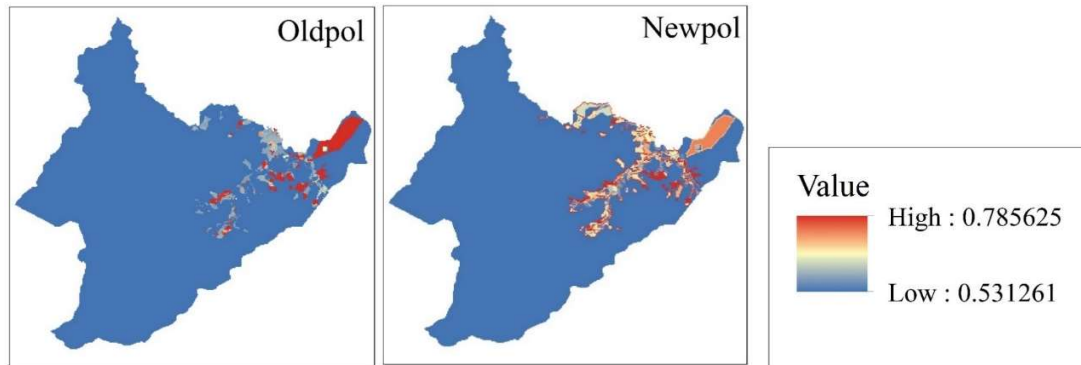 Oldpol
Newpol
Value
High : 0.785625
Low : 0.531261